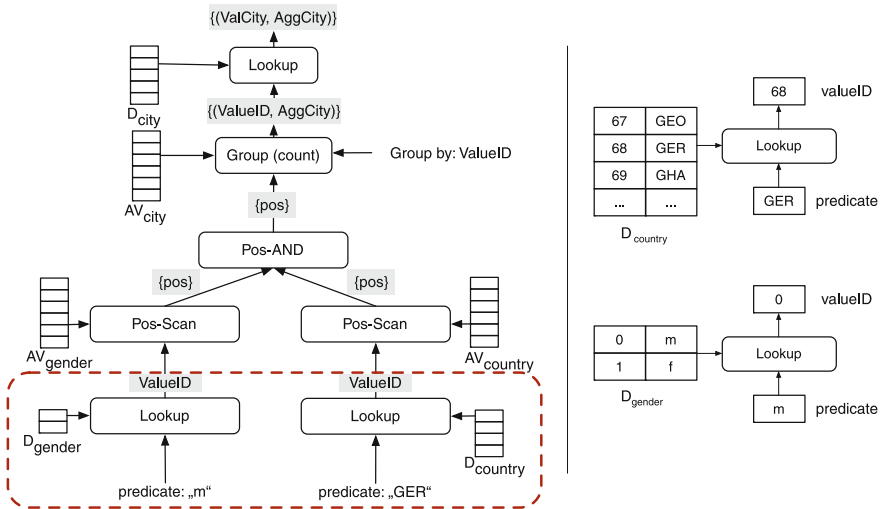 {(ValCity, AggCity)}
Lookup
Dcity
{(ValueID, AggCity)}
Group (count)
Group by: ValueID
AVcity
{pos}
Pos-AND
{pos}
{pos}
Pos-Scan
Pos-Scan
AVgender
AVcountry
ValueID
ValueID
Lookup
Lookup
Dgender
Dcountry
predicate: „m“
predicate: „GER“
68
valueID
67 GEO
68 GER
69 GHA
... ...
Lookup
GER
predicate
Dcountry
0
valueID
0 m
1 f
Lookup
Dgender
m
predicate